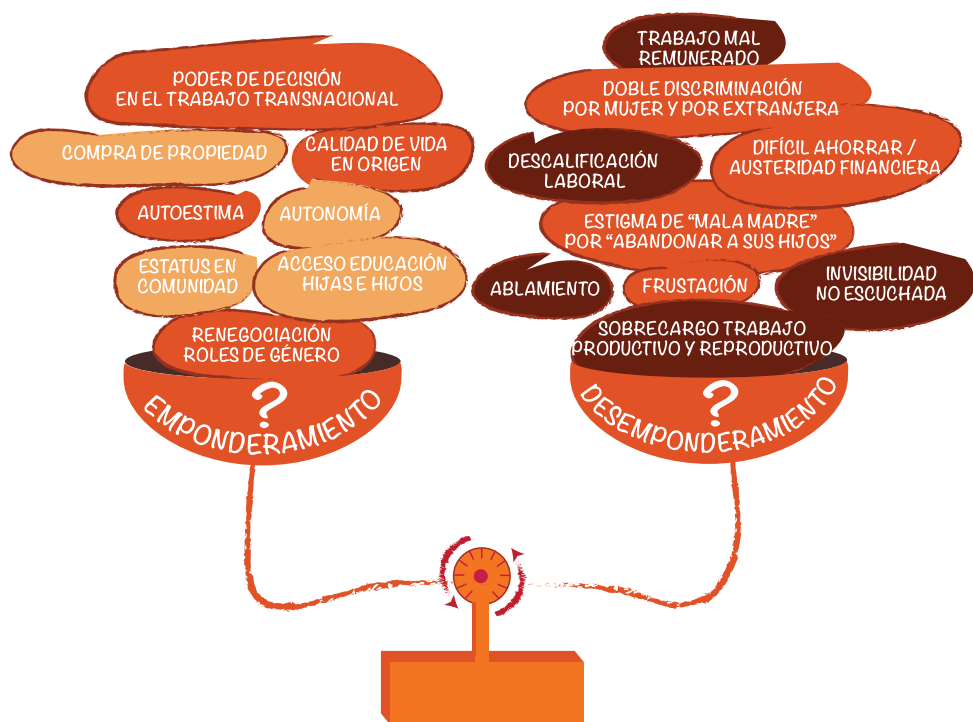 PODER DE DECISIÓN
EN EL TRABAJO TRANSNACIONAL
COMPRA DE PROPIEDAD
CALIDAD DE VIDA
EN ORIGEN
AUTOESTIMA
AUTONOMÍA
ESTATUS EN
COMUNIDAD
ACCESO EDUCACIÓN
HIJAS E HIJOS
RENEGOCIACIÓN
ROLES DE GÉNERO
?
EMPONDERAMIENTO
TRABAJO MAL
REMUNERADO
DOBLE DISCRIMINACIÓN
POR MUJER Y POR EXTRANJERA
DESCALIFICACIÓN
LABORAL
DIFÍCIL AHORRAR /
AUSTERIDAD FINANCIERA
ESTIGMA DE “MALA MADRE”
POR “ABANDONAR A SUS HIJOS”
ABLAMIENTO
FRUSTACIÓN
INVISIBILIDAD
NO ESCUCHADA
SOBRECARGO TRABAJO
PRODUCTIVO Y REPRODUCTIVO
?
DESEMPONDERAMIENTO